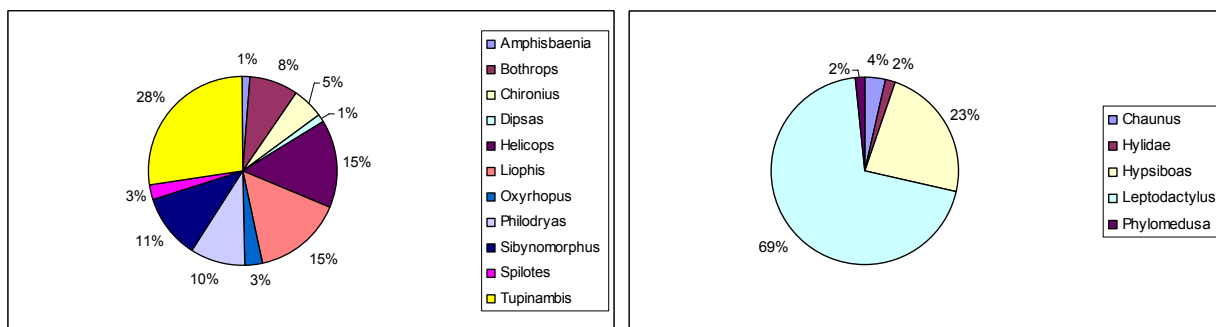 1%
8%
5%
1%
15%
15%
3%
10%
11%
3%
28%
Amphisbaenia
Bothrops
Chironius
Dipsas
Helicops
Liophis
Oxyrhopus
Philodryas
Sibynomorphus
Spilotes
Tupinambis
2%
4%
2%
23%
69%
Chaunus
Hylidae
Hypsiboas
Leptodactylus
Phylomedusa